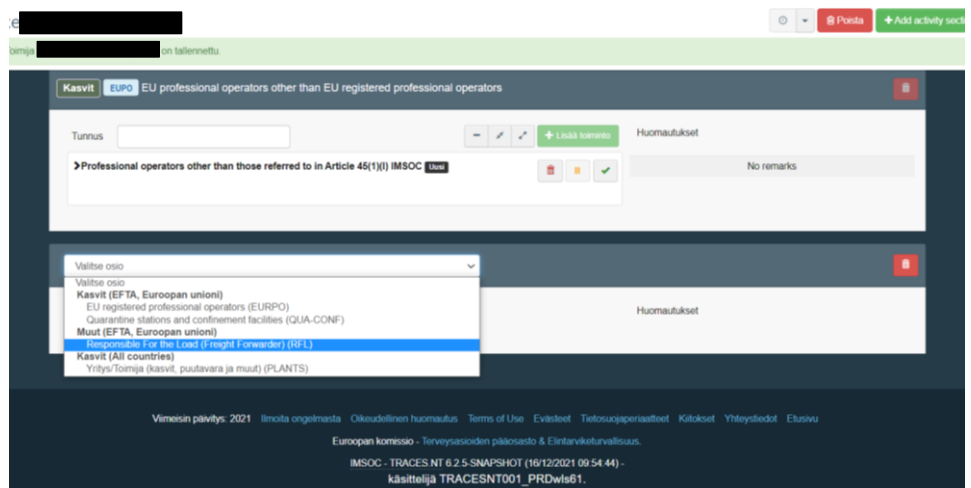 Poista
Add activity secti
oimija on tallennettu.
Kasvit EUPO EU professional operators other than EU registered professional operators
Tunnus
Lisää toiminto
Huomautukset
Professional operators other than those referred to in Article 45(1)(l) IMSOC Uusi
No remarks
Valitse osio
Valitse osio
Kasvit (EFTA, Euroopan unioni)
EU registered professional operators (EURPO)
Quarantine stations and confinement facilities (QUA-CONF)
Huomautukset
Muut (EFTA, Euroopan unioni)
Responsible For the Load (Freight Forwarder) (RFL)
Kasvit (All countries)
Yritys/Toimija (kasvit, puutavara ja muut) (PLANTS)
Viimeisin päivitys: 2021 Ilmoita ongelmasta Oikeudellinen huomautus Terms of Use Evästeet Tietosuojaperiaatteet Kiitokset Yhteystiedot Etusivu
Euroopan komissio - Terveysasioiden pääosasto & Elintarviketurvallisuus.
IMSOC - TRACES.NT 6.2.5-SNAPSHOT (16/12/2021 09:54:44) -
käsittelijä TRACESNT001_PRDwls61.